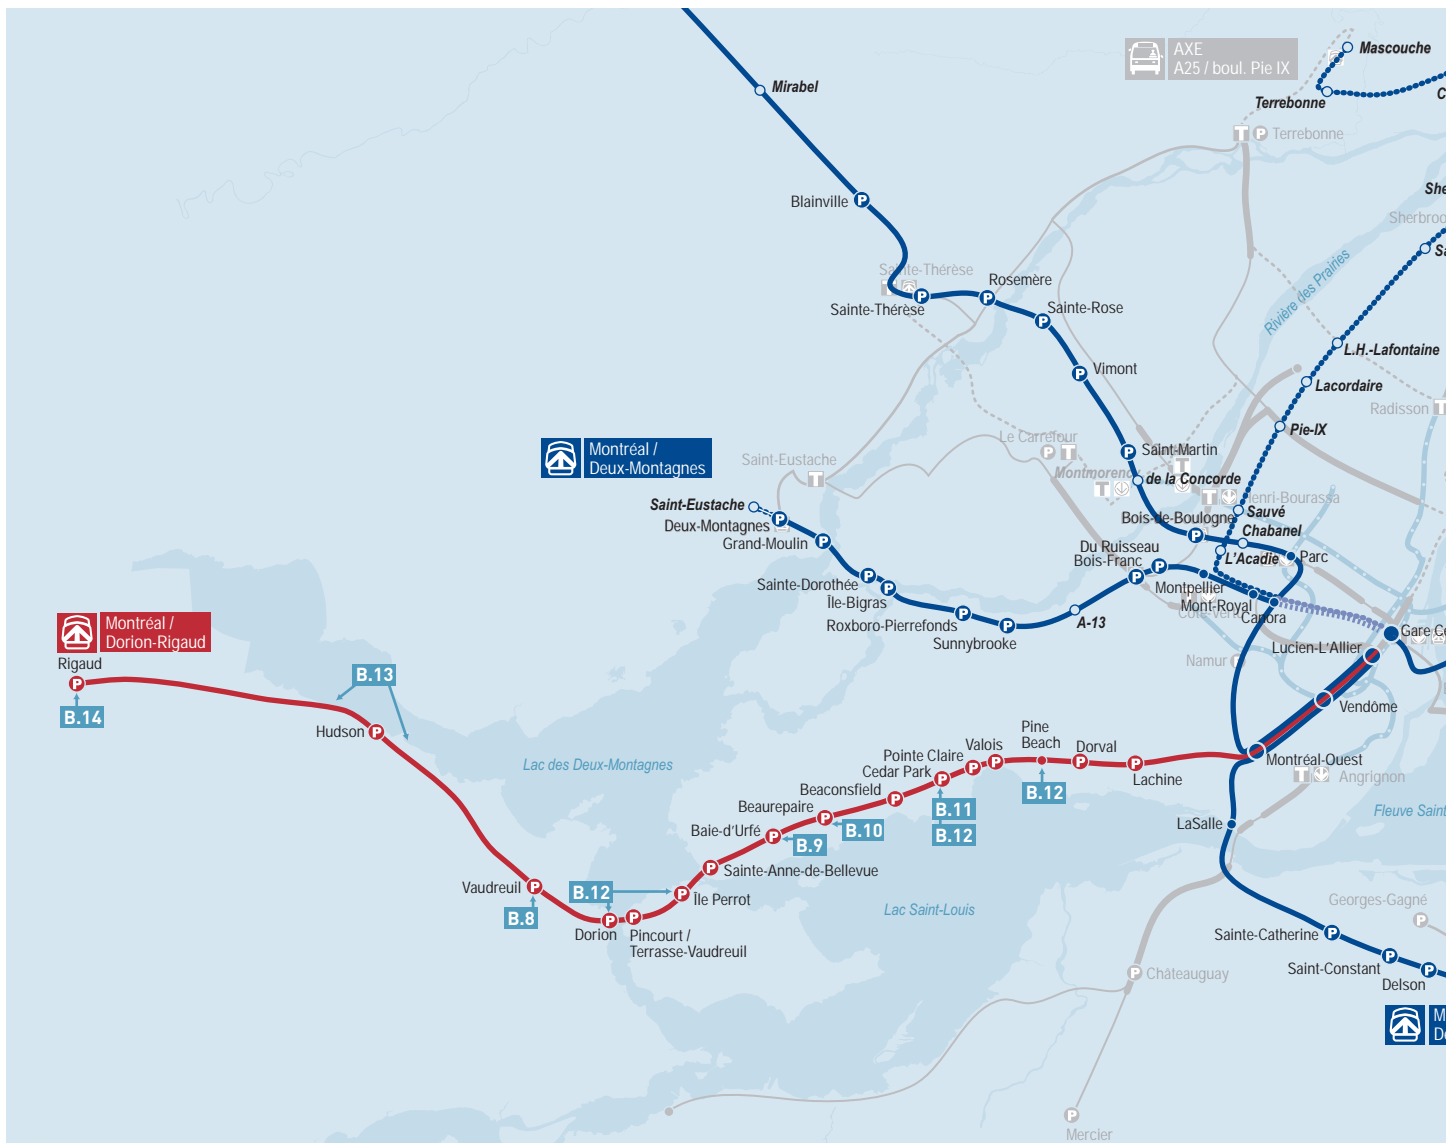 AXE
A25 / boul. Pie IX
Mascouche
Terrebonne
Terrebonne
Mirabel
Blainville
Sainte-Thérèse
Sainte-Thérèse
Rosemère
Sainte-Rose
Vimont
Rivière des Prairies
L.H.-Lafontaine
Lacordaire
Radisson
Pie-IX
Le Carrefour
Saint-Martin
Montmorency
de la Concorde
Henri-Bourassa
Montréal /
Deux-Montagnes
Saint-Eustache
Saint-Eustache
Deux-Montagnes
Grand-Moulin
Sainte-Dorothée
Île-Bigras
Roxboro-Pierrefonds
Sunnybrooke
A-13
Bois-de-Boulogne
Sauvé
Chabanel
L'Acadie
Parc
Du Ruisseau
Bois-Franc
Montpellier
Mont-Royal
Canora
Namur
Lucien-L'Allier
Vendôme
Montréal-Ouest
Angrignon
Montréal /
Dorion-Rigaud
Rigaud
B.14
B.13
Hudson
Lac des Deux-Montagnes
Vaudreuil
B.8
B.12
Dorion
Pincourt /
Terrasse-Vaudreuil
Île Perrot
Sainte-Anne-de-Bellevue
Baie-d'Urfé
B.9
Beaurepaire
B.10
Beaconsfield
Cedar Park
B.11
B.12
Pointe Claire
Valois
Pine
Beach
B.12
Dorval
Lachine
LaSalle
Lac Saint-Louis
Georges-Gagné
Sainte-Catherine
Saint-Constant
Delson
Châteauguay
Mercier